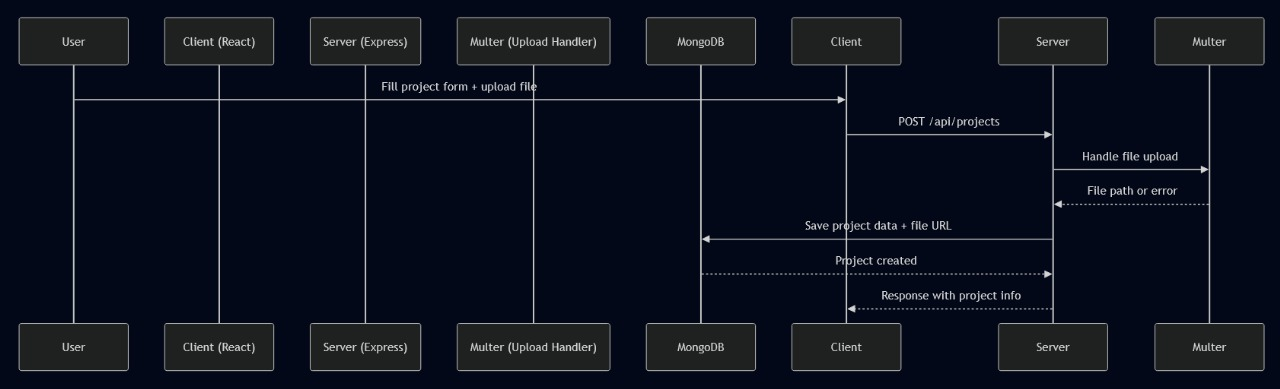 User
Client (React)
Server (Express)
Multer (Upload Handler)
MongoDB
Client
Server
Multer
Fill project form + upload file
POST /api/projects
Handle file upload
File path or error
Save project data + file URL
Project created
Response with project info
User
Client (React)
Server (Express)
Multer (Upload Handler)
MongoDB
Client
Server
Multer